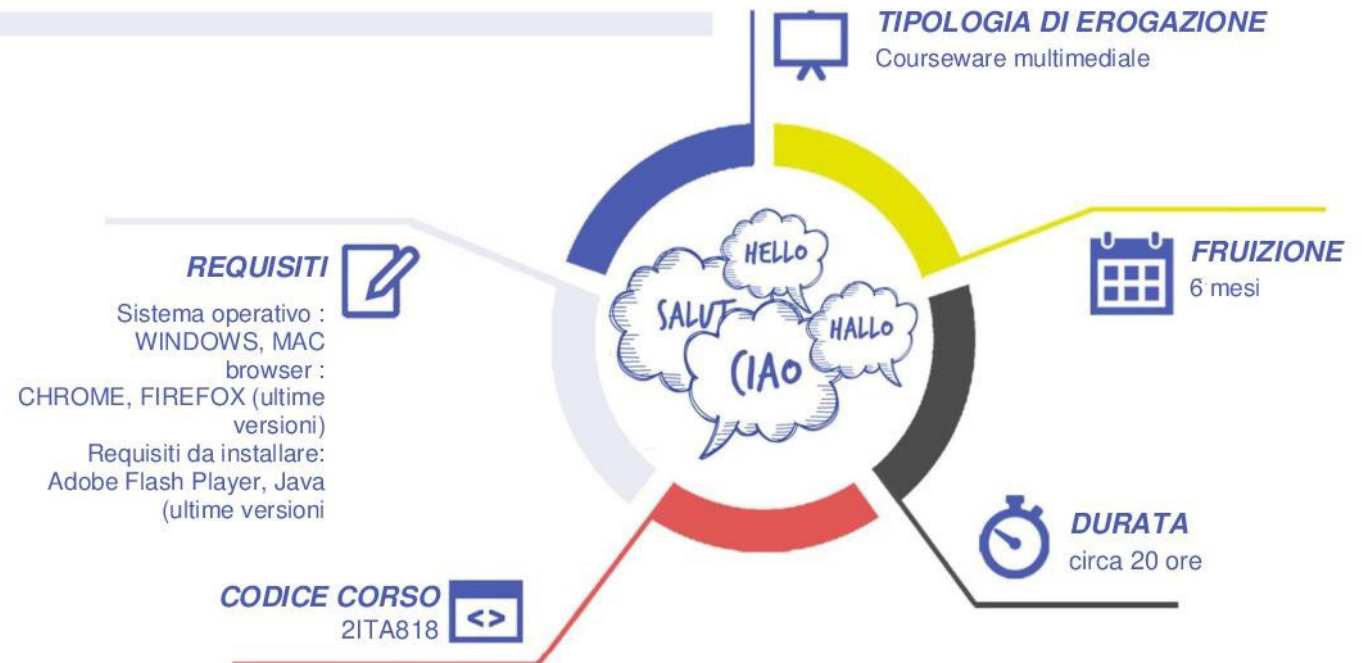 TIPOLOGIA DI EROGAZIONE
Courseware multimediale
REQUISITI
Sistema operativo :
WINDOWS, MAC
browser :
CHROME, FIREFOX (ultime
versioni)
Requisiti da installare:
Adobe Flash Player, Java
(ultime versioni
HELLO
SALUT
HALLO
CIAO
FRUIZIONE
6 mesi
DURATA
circa 20 ore
CODICE CORSO
2ITA818
<>